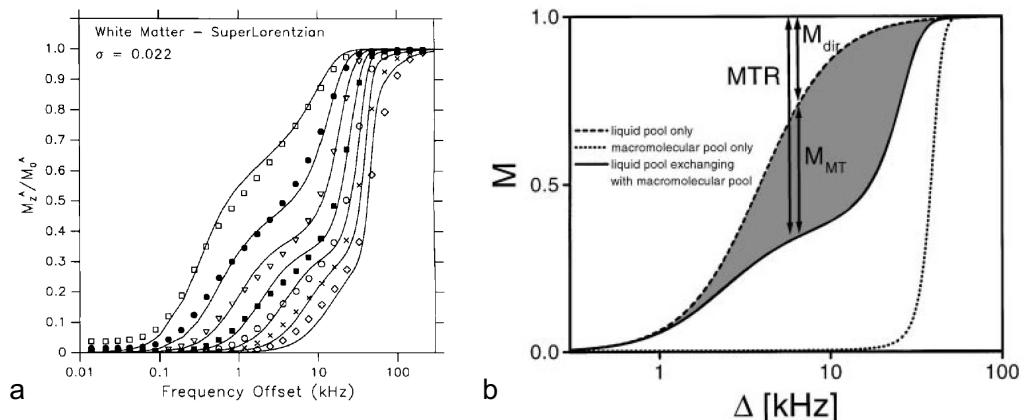 White Matter – SuperLorentzian
σ = 0.022
1.0
0.9
0.8
0.7
0.6
0.5
0.4
0.3
0.2
0.1
0
M_z^A/M_0^A
0.01 0.1 1 10 100
Frequency Offset (kHz)
a
1.0
0.5
0.0
M
M_dir
MTR
M_MT
liquid pool only
macromolecular pool only
liquid pool exchanging
with macromolecular pool
1 10 100
Δ [kHz]
b